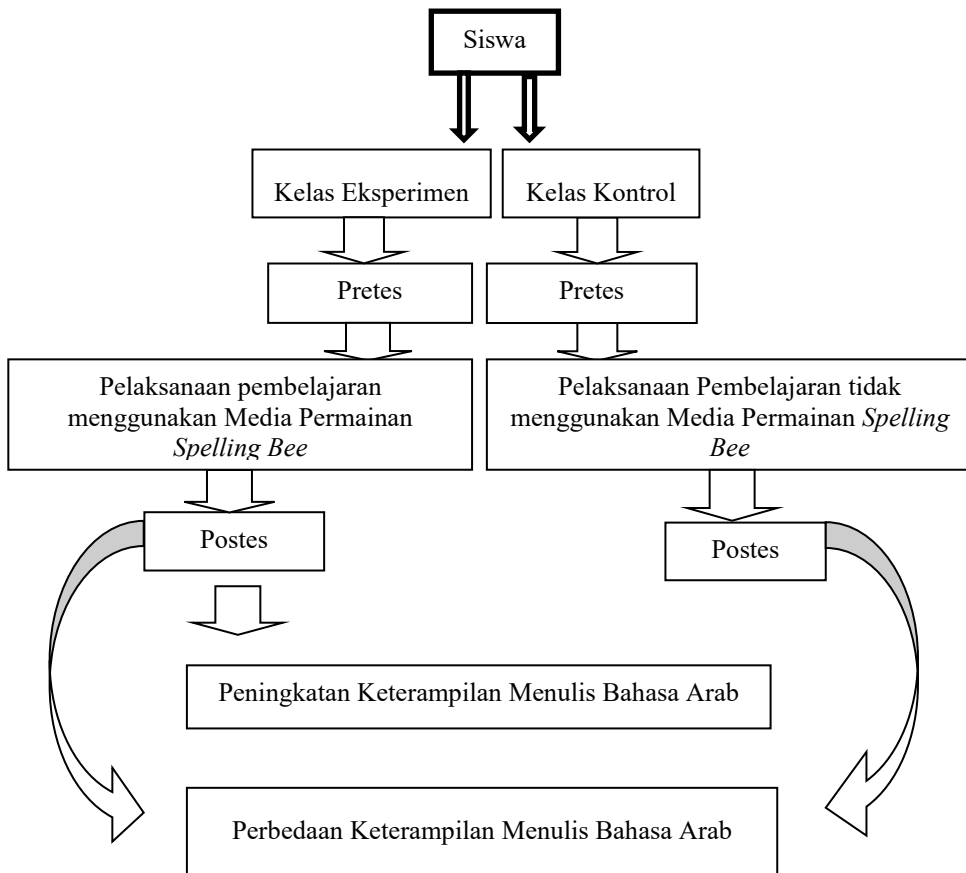 Siswa
Kelas Eksperimen
Kelas Kontrol
Pretes
Pretes
Pelaksanaan pembelajaran
menggunakan Media Permainan
Spelling Bee
Pelaksanaan Pembelajaran tidak
menggunakan Media Permainan Spelling
Bee
Postes
Postes
Peningkatan Keterampilan Menulis Bahasa Arab
Perbedaan Keterampilan Menulis Bahasa Arab